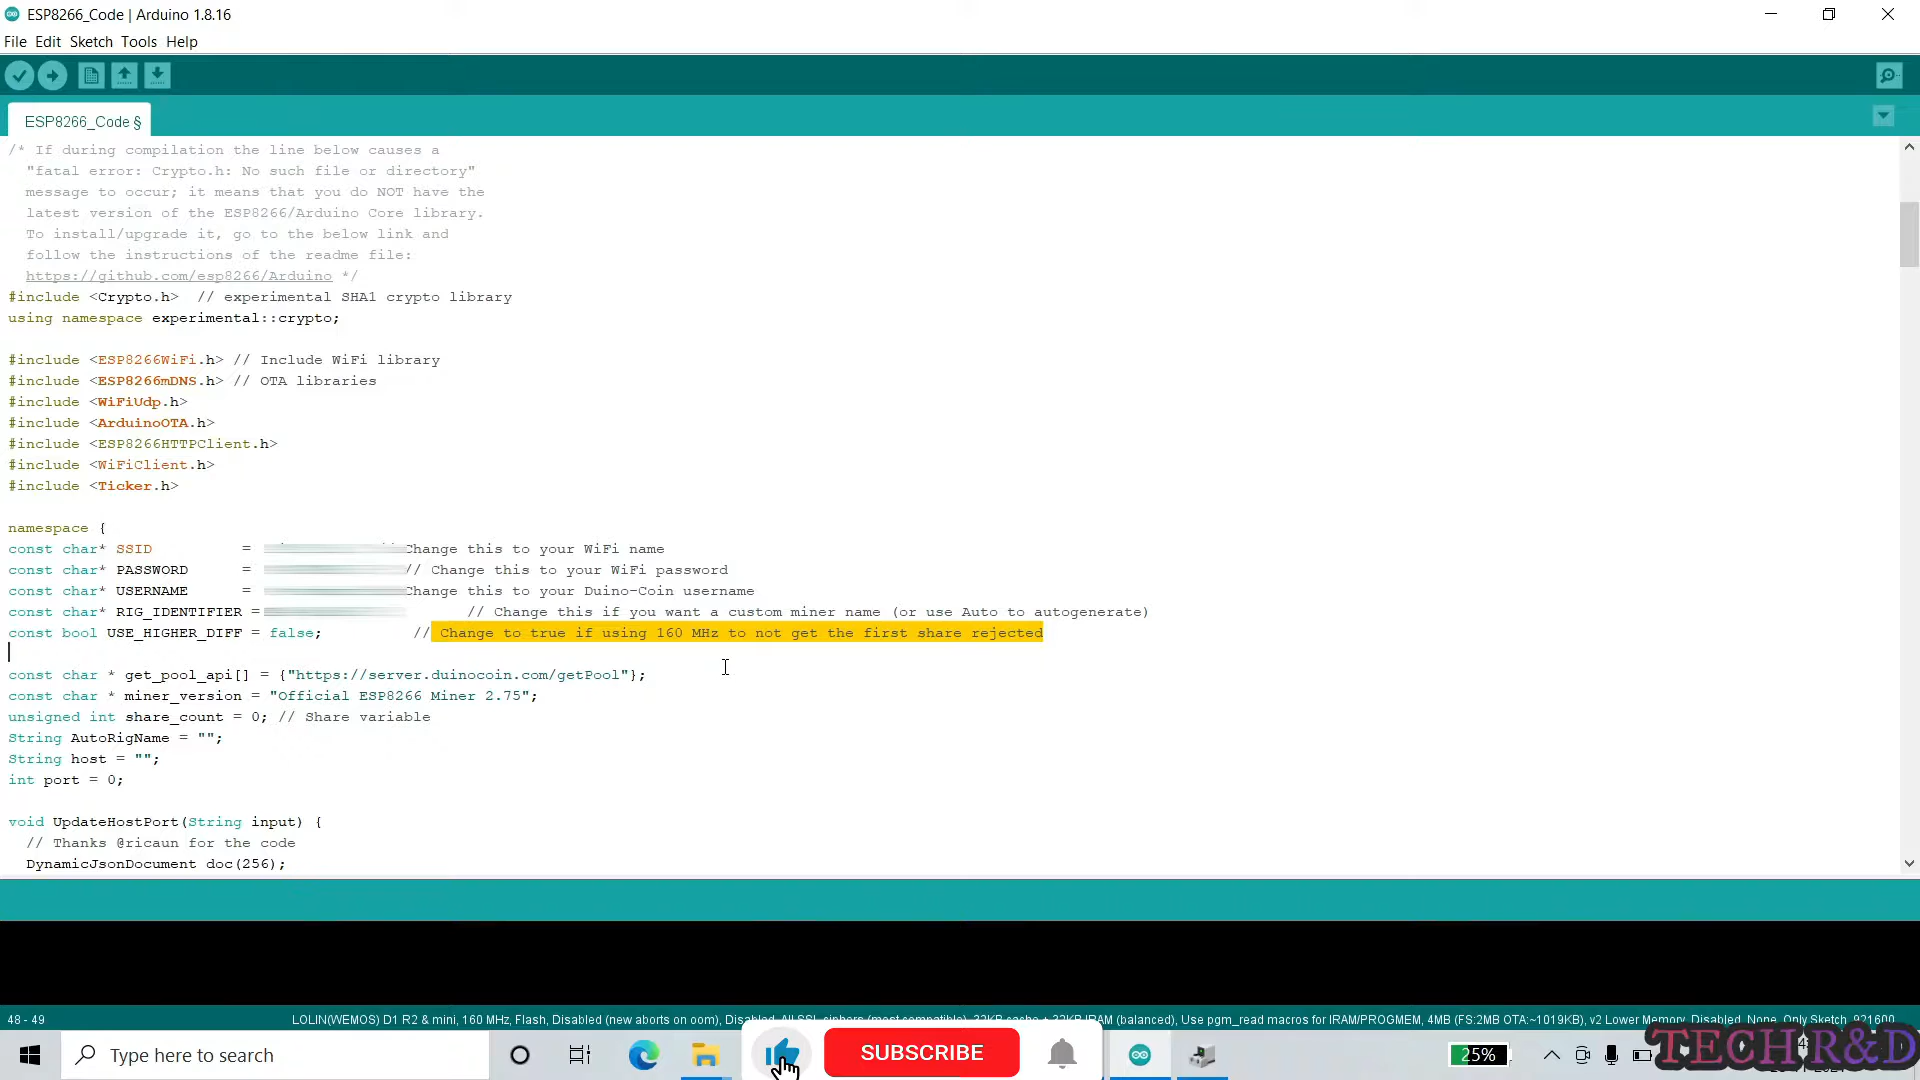 ESP8266_Code | Arduino 1.8.16
File Edit Sketch Tools Help
ESP8266_Code §
/* If during compilation the line below causes a
"fatal error: Crypto.h: No such file or directory"
message to occur; it means that you do NOT have the
latest version of the ESP8266/Arduino Core library.
To install/upgrade it, go to the below link and
follow the instructions of the readme file:
https://github.com/esp8266/Arduino */
#include <Crypto.h>  // experimental SHA1 crypto library
using namespace experimental::crypto;
#include <ESP8266WiFi.h> // Include WiFi library
#include <ESP8266mDNS.h> // OTA libraries
#include <WiFiUdp.h>
#include <ArduinoOTA.h>
#include <ESP8266HTTPClient.h>
#include <WiFiClient.h>
#include <Ticker.h>
namespace {
const char* SSID = Change this to your WiFi name
const char* PASSWORD = // Change this to your WiFi password
const char* USERNAME = Change this to your Duino-Coin username
const char* RIG_IDENTIFIER = // Change this if you want a custom miner name (or use Auto to autogenerate)
const bool USE_HIGHER_DIFF = false; // Change to true if using 160 MHz to not get the first share rejected
const char * get_pool_api[] = {"https://server.duinocoin.com/getPool"};
const char * miner_version = "Official ESP8266 Miner 2.75";
unsigned int share_count = 0; // Share variable
String AutoRigName = "";
String host = "";
int port = 0;
void UpdateHostPort(String input) {
// Thanks @ricaun for the code
DynamicJsonDocument doc(256);
48 - 49
LOLIN(WEMOS) D1 R2 & mini, 160 MHz, Flash, Disabled (new aborts on oom), Disabled, All SSL ciphers (most compatible), 32KB cache + 32KB IRAM (balanced), Use pgm_read macros for IRAM/PROGMEM, 4MB (FS:2MB OTA:~1019KB), v2 Lower Memory, Disabled, None, Only Sketch, 921600
Type here to search
SUBSCRIBE
25%
TECH R&D